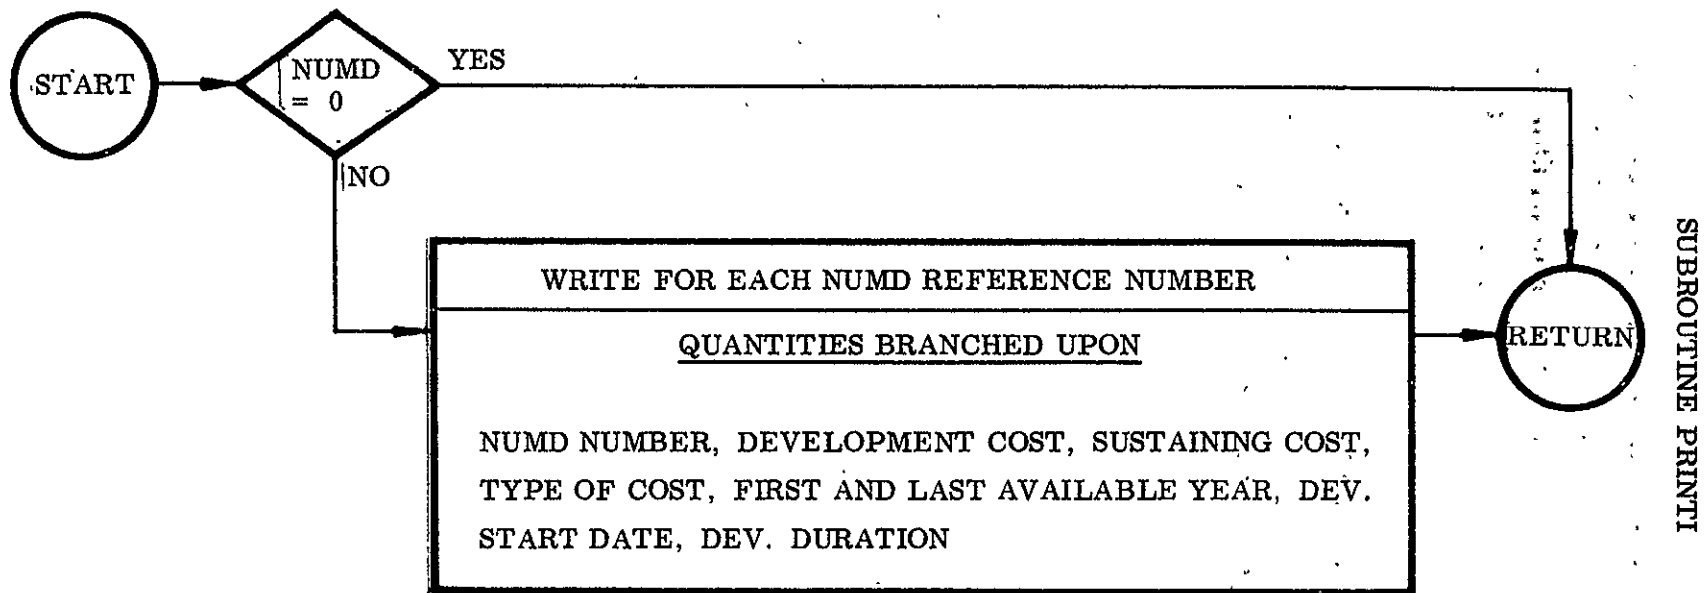 START
NUMD
= 0
YES
NO
WRITE FOR EACH NUMD REFERENCE NUMBER
QUANTITIES BRANCHED UPON
NUMD NUMBER, DEVELOPMENT COST, SUSTAINING COST,
TYPE OF COST, FIRST AND LAST AVAILABLE YEAR, DEV.
START DATE, DEV. DURATION
RETURN
SUBROUTINE PRINTI